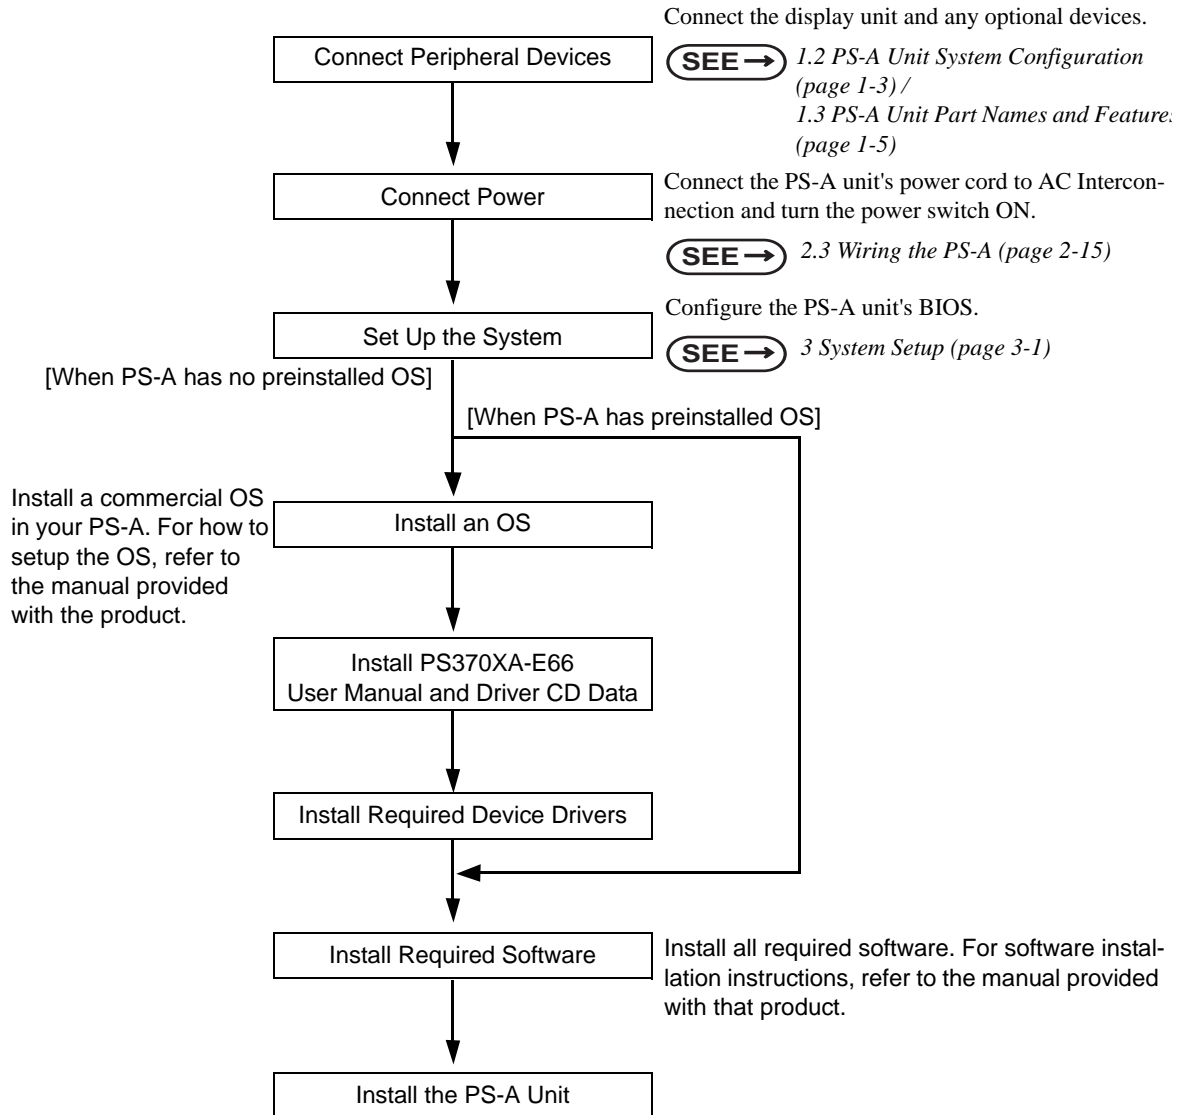 Connect the display unit and any optional devices.
Connect Peripheral Devices
SEE
1.2 PS-A Unit System Configuration
(page 1-3) /
1.3 PS-A Unit Part Names and Features
(page 1-5)
Connect Power
Connect the PS-A unit's power cord to AC Intercon-
nection and turn the power switch ON.
SEE
2.3 Wiring the PS-A (page 2-15)
Set Up the System
Configure the PS-A unit's BIOS.
SEE
3 System Setup (page 3-1)
[When PS-A has no preinstalled OS]
[When PS-A has preinstalled OS]
Install a commercial OS
in your PS-A. For how to
setup the OS, refer to
the manual provided
with the product.
Install an OS
Install PS370XA-E66
User Manual and Driver CD Data
Install Required Device Drivers
Install Required Software
Install all required software. For software instal-
lation instructions, refer to the manual provided
with that product.
Install the PS-A Unit